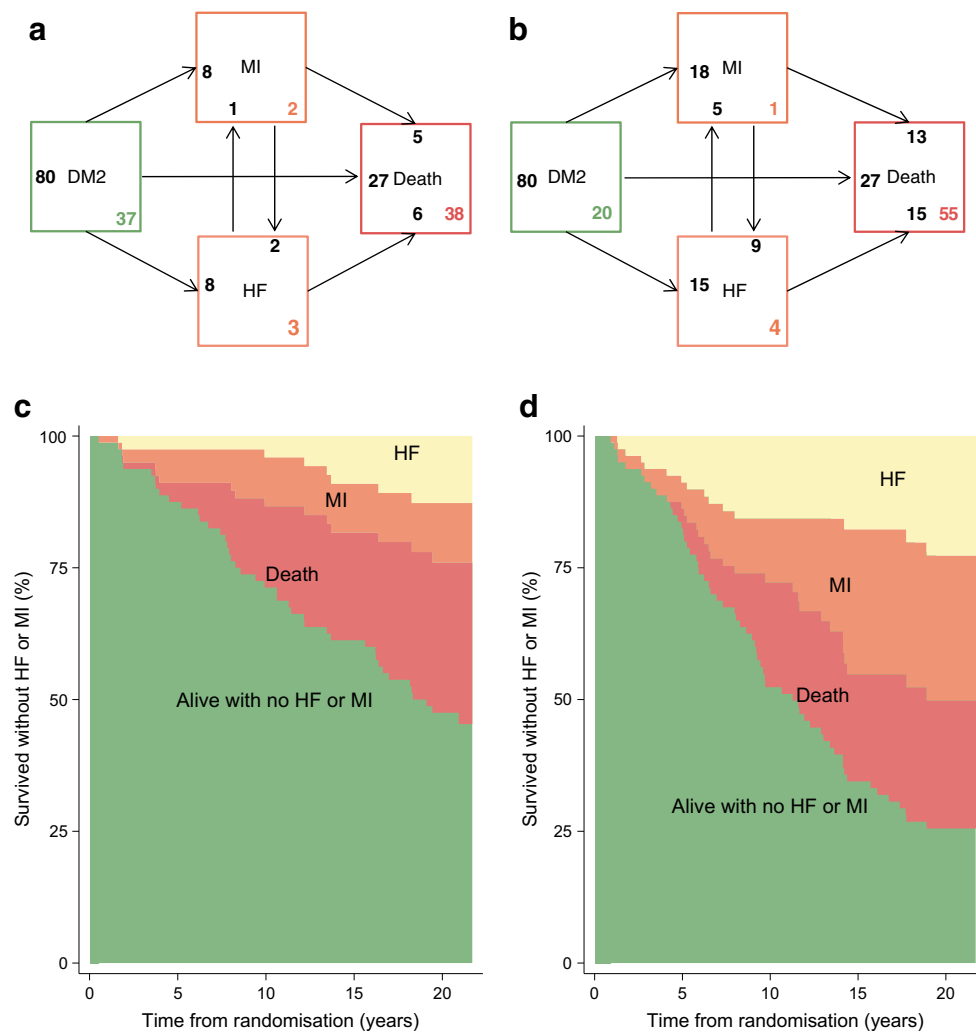 a
8 MI
1 2
80 DM2
37
5
27 Death
6 38
2
8 HF
3
b
18 MI
5 1
80 DM2
20
13
27 Death
15 55
9
15 HF
4
c
Survived without HF or MI (%)
100
75
50
25
0
HF
MI
Death
Alive with no HF or MI
0 5 10 15 20
Time from randomisation (years)
d
Survived without HF or MI (%)
100
75
50
25
0
HF
MI
Death
Alive with no HF or MI
0 5 10 15 20
Time from randomisation (years)